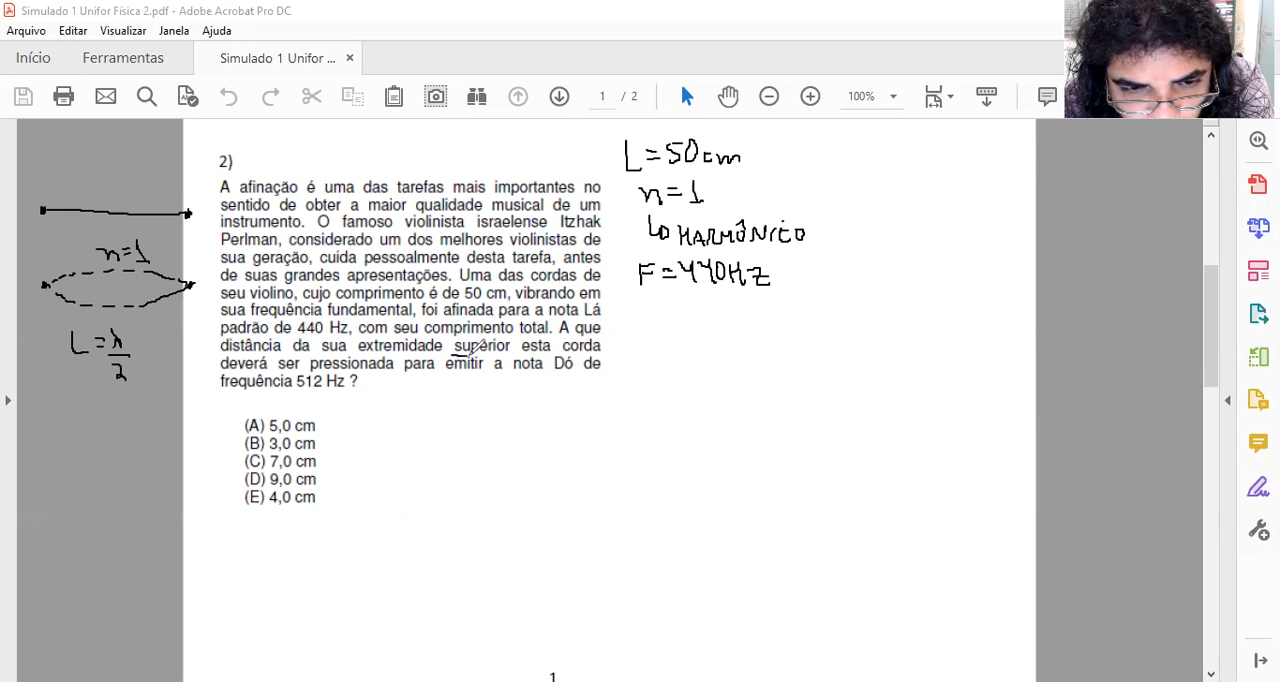 Simulado 1 Unifor Física 2.pdf - Adobe Acrobat Pro DC
Arquivo Editar Visualizar Janela Ajuda
Início Ferramentas Simulado 1 Unifor ... ×
1 / 2 100%
2)
A afinação é uma das tarefas mais importantes no
sentido de obter a maior qualidade musical de um
instrumento. O famoso violinista israelense Itzhak
Perlman, considerado um dos melhores violinistas de
sua geração, cuida pessoalmente desta tarefa, antes
de suas grandes apresentações. Uma das cordas de
seu violino, cujo comprimento é de 50 cm, vibrando em
sua frequência fundamental, foi afinada para a nota Lá
padrão de 440 Hz, com seu comprimento total. A que
distância da sua extremidade superior esta corda
deverá ser pressionada para emitir a nota Dó de
frequência 512 Hz ?
(A) 5,0 cm
(B) 3,0 cm
(C) 7,0 cm
(D) 9,0 cm
(E) 4,0 cm
n=1
L = λ/2
L=50cm
n=1
HARMÔNICO
F=440HZ
1